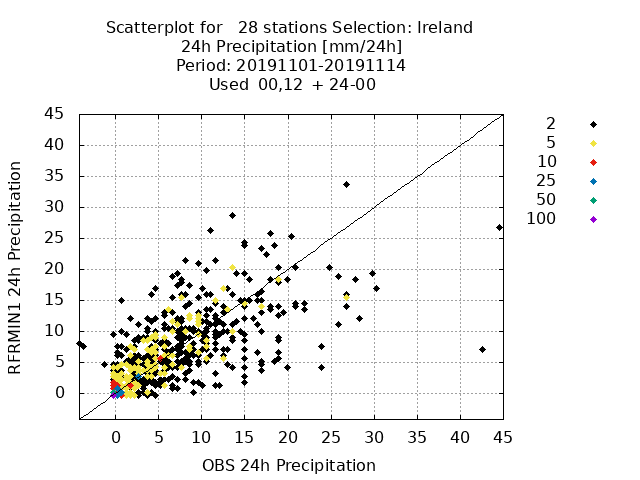 Scatterplot for   28 stations Selection: Ireland
24h Precipitation [mm/24h]
Period: 20191101-20191114
Used  00,12  + 24-00
45
40
35
30
25
20
15
10
5
0
RFRMIN1 24h Precipitation
0 5 10 15 20 25 30 35 40 45
OBS 24h Precipitation
2
5
10
25
50
100